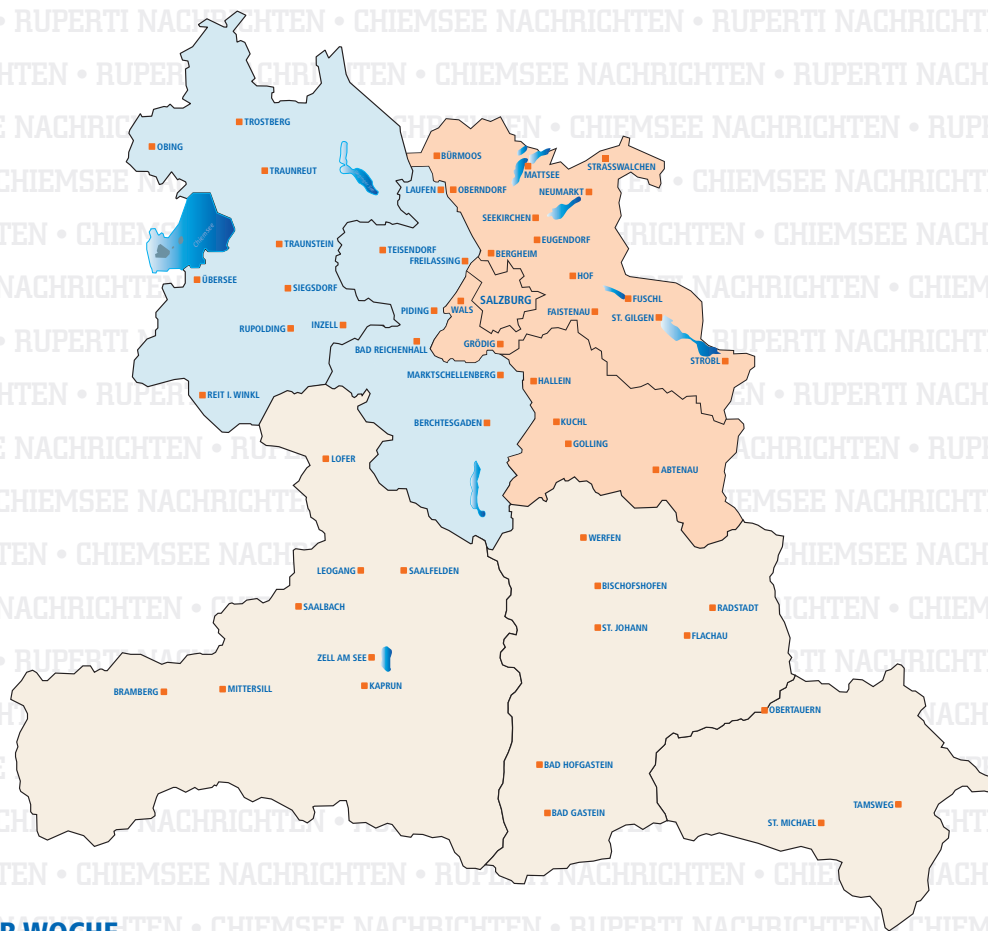 • RUPERTI NACHRICHTEN • CHIEMSEE NACHRICHTEN • RUPERTI NACHRICHT
TROSTBERG
OBING
BÜRMOOS
STRASSWALCHEN
TRAUNREUT
MATTSEE
LAUFEN
OBERNDORF
NEUMARKT
SEEKIRCHEN
TRAUNSTEIN
TEISENDORF
EUGENDORF
FREILASSING
BERGHEIM
Chiemsee
ÜBERSEE
SIEGSDORF
HOF
SALZBURG
FUSCHL
PIDING
WALS
FAISTENAU
ST. GILGEN
RUPOLDING
INZELL
BAD REICHENHALL
GRÖDIG
STROBL
MARKTSCHELLENBERG
HALLEIN
REIT I. WINKL
BERCHTESGADEN
KUCHL
GOLLING
LOFER
ABTENAU
WERFEN
LEOGANG
SAALFELDEN
BISCHOFSHOFEN
SAALBACH
RADSTADT
ST. JOHANN
FLACHAU
ZELL AM SEE
KAPRUN
BRAMBERG
MITTERSILL
OBERTAUERN
BAD HOFGASTEIN
TAMSWEG
BAD GASTEIN
ST. MICHAEL
R WOCHE